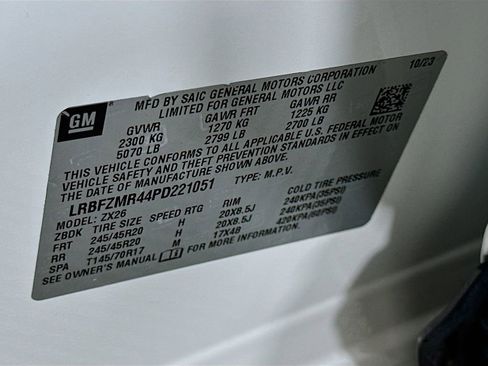 GM
MFD BY SAIC GENERAL MOTORS CORPORATION 10/23
LIMITED FOR GENERAL MOTORS LLC
GVWR GAWR FRT GAWR RR
2300 KG 1270 KG 1225 KG
5070 LB 2799 LB 2700 LB
THIS VEHICLE CONFORMS TO ALL APPLICABLE U.S. FEDERAL MOTOR
VEHICLE SAFETY AND THEFT PREVENTION STANDARDS IN EFFECT ON
THE DATE OF MANUFACTURE SHOWN ABOVE.
LRBFZMR44PD221051 TYPE: M.P.V.
MODEL: ZX26
ZBDK TIRE SIZE SPEED RTG RIM COLD TIRE PRESSURE
FRT 245/45R20 H 20X8.5J 240KPA(35PSI)
RR 245/45R20 H 20X8.5J 240KPA(35PSI)
SPA T145/70R17 M 17X4B 420KPA(60PSI)
SEE OWNER'S MANUAL FOR MORE INFORMATION.